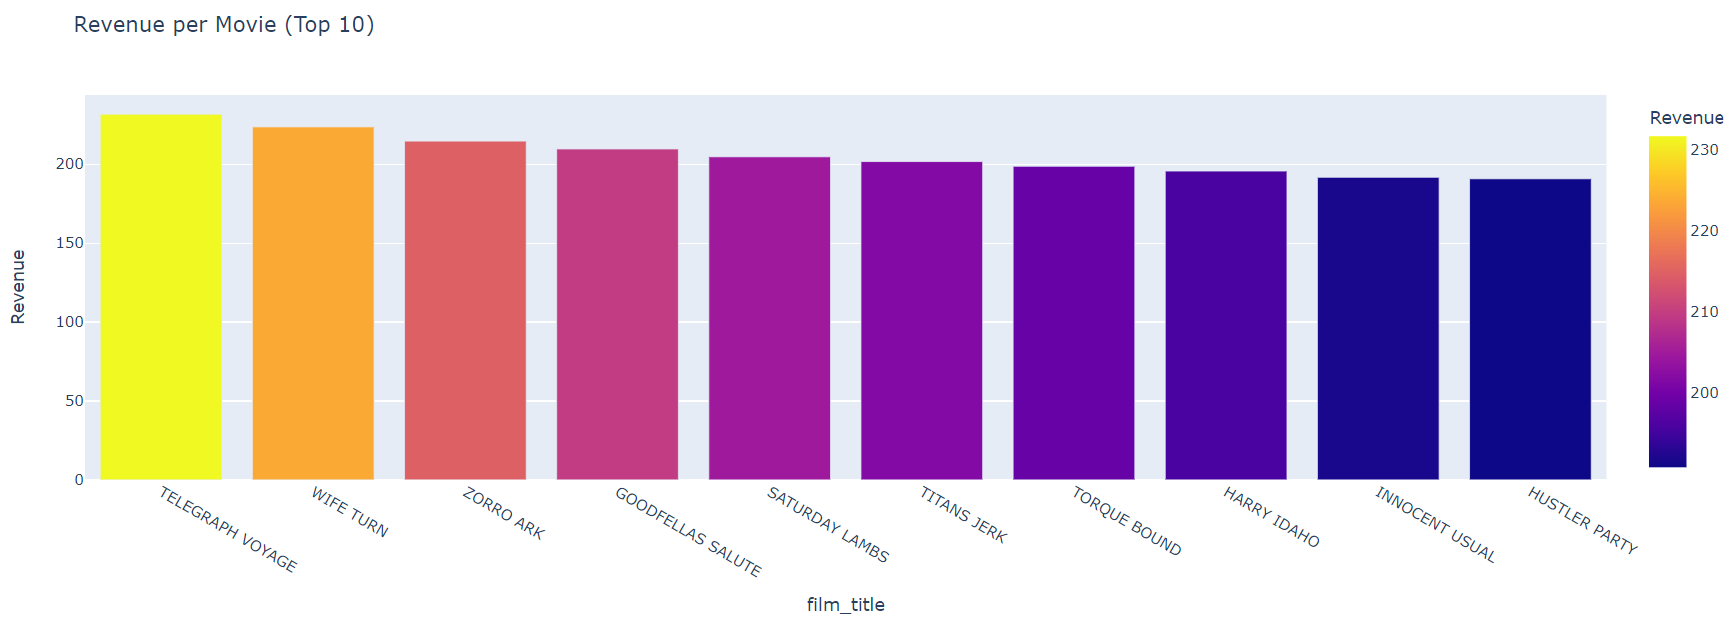 Revenue per Movie (Top 10)
Revenue
200
150
100
50
0
TELEGRAPH VOYAGE
WIFE TURN
ZORRO ARK
GOODFELLAS SALUTE
SATURDAY LAMBS
TITANS JERK
TORQUE BOUND
HARRY IDAHO
INNOCENT USUAL
HUSTLER PARTY
film_title
Revenue
230
220
210
200